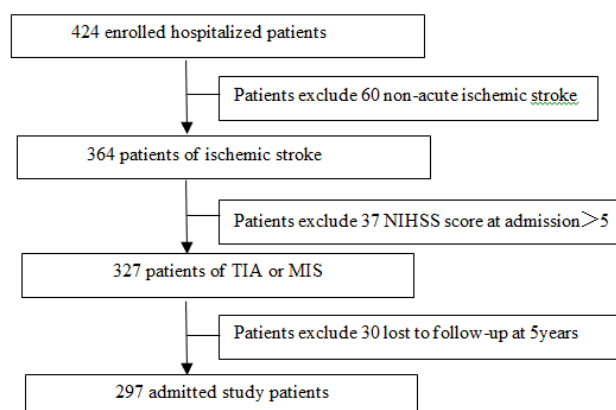 424 enrolled hospitalized patients
Patients exclude 60 non-acute ischemic stroke
364 patients of ischemic stroke
Patients exclude 37 NIHSS score at admission＞5
327 patients of TIA or MIS
Patients exclude 30 lost to follow-up at 5years
297 admitted study patients